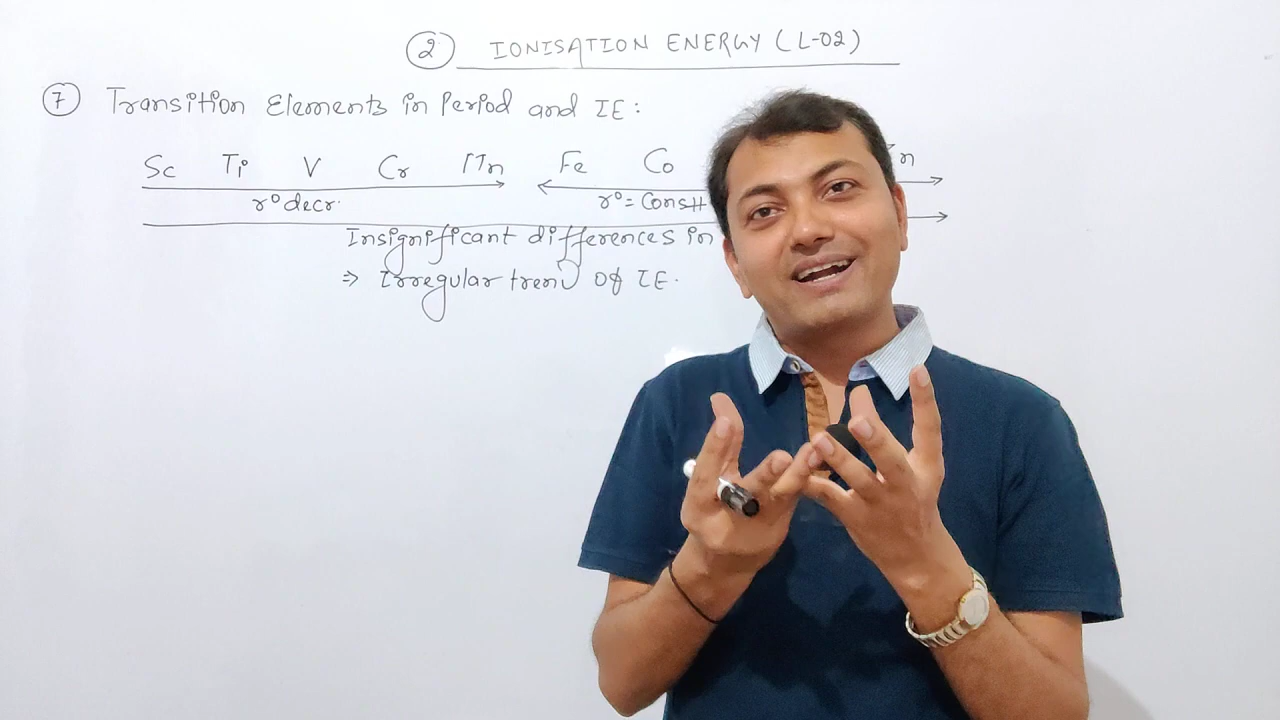 ② IONISATION ENERGY (L-02)
⑦ Transition Elements in Period and IE:
Sc Ti V Cr Mn Fe Co
r° decr. r° = Const
Insignificant differences in
⇒ Irregular trend of IE.